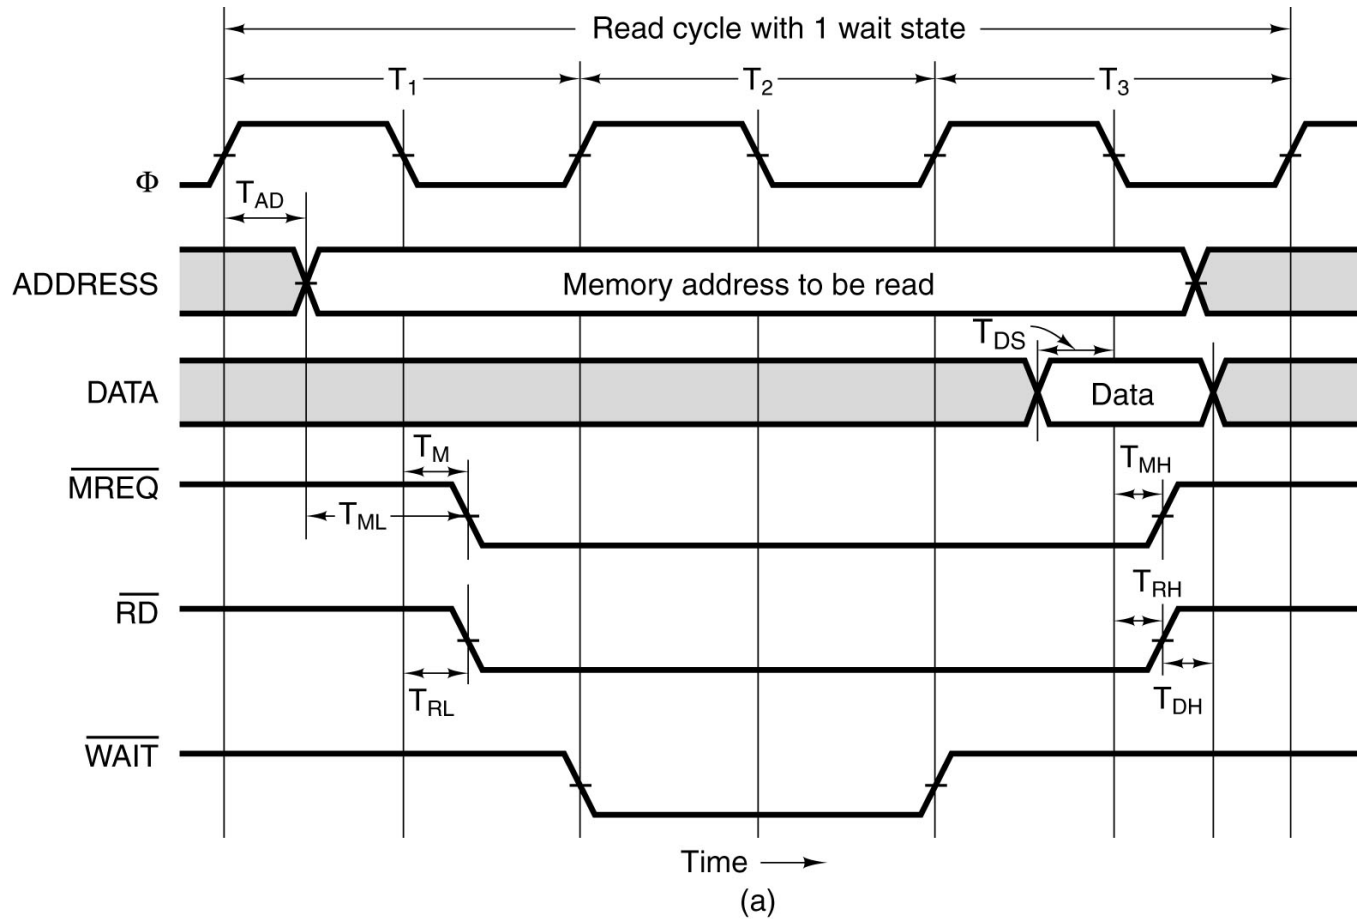 Read cycle with 1 wait state
T1 T2 T3
Φ
TAD
ADDRESS Memory address to be read
TDS
DATA Data
TM TMH
MREQ
TML
TRH
RD
TRL TDH
WAIT
Time
(a)